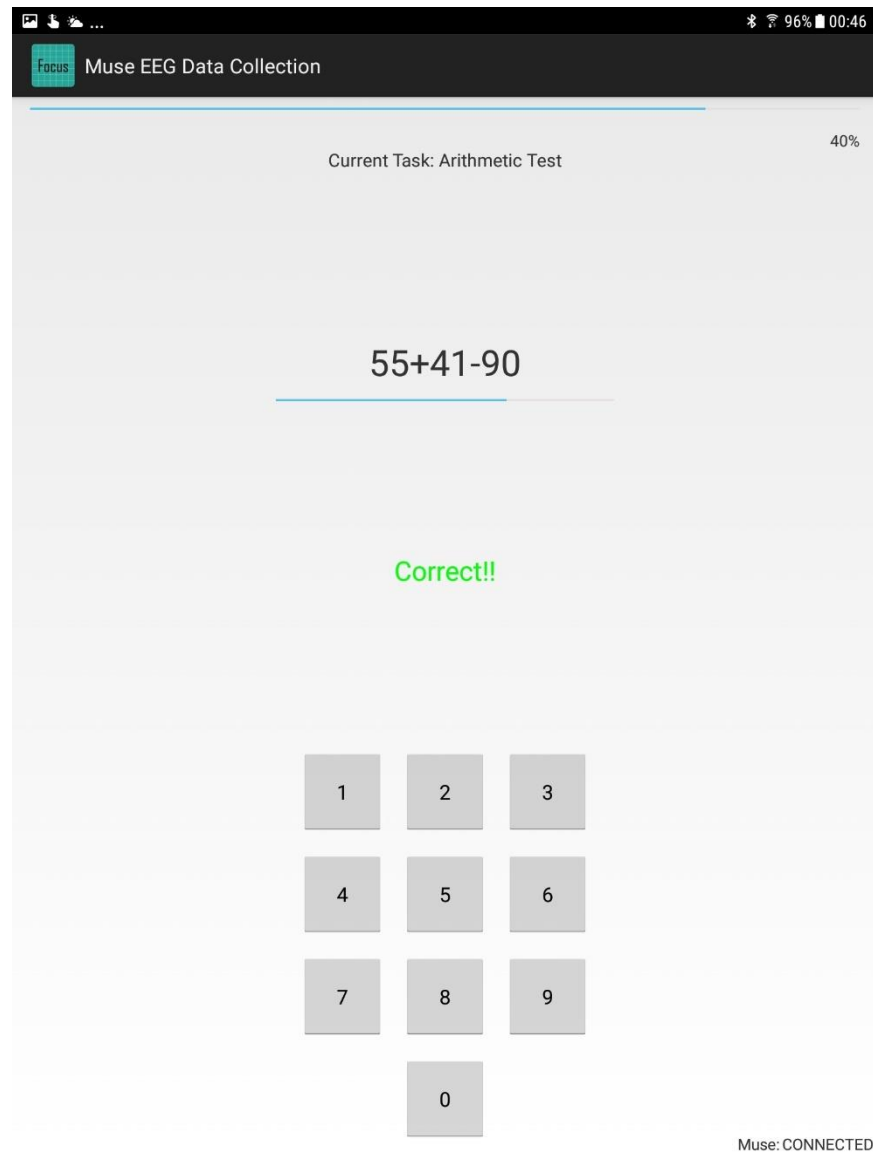 ... 96% 00:46
Focus Muse EEG Data Collection
40%
Current Task: Arithmetic Test
55+41-90
Correct!!
1 2 3
4 5 6
7 8 9
0
Muse: CONNECTED